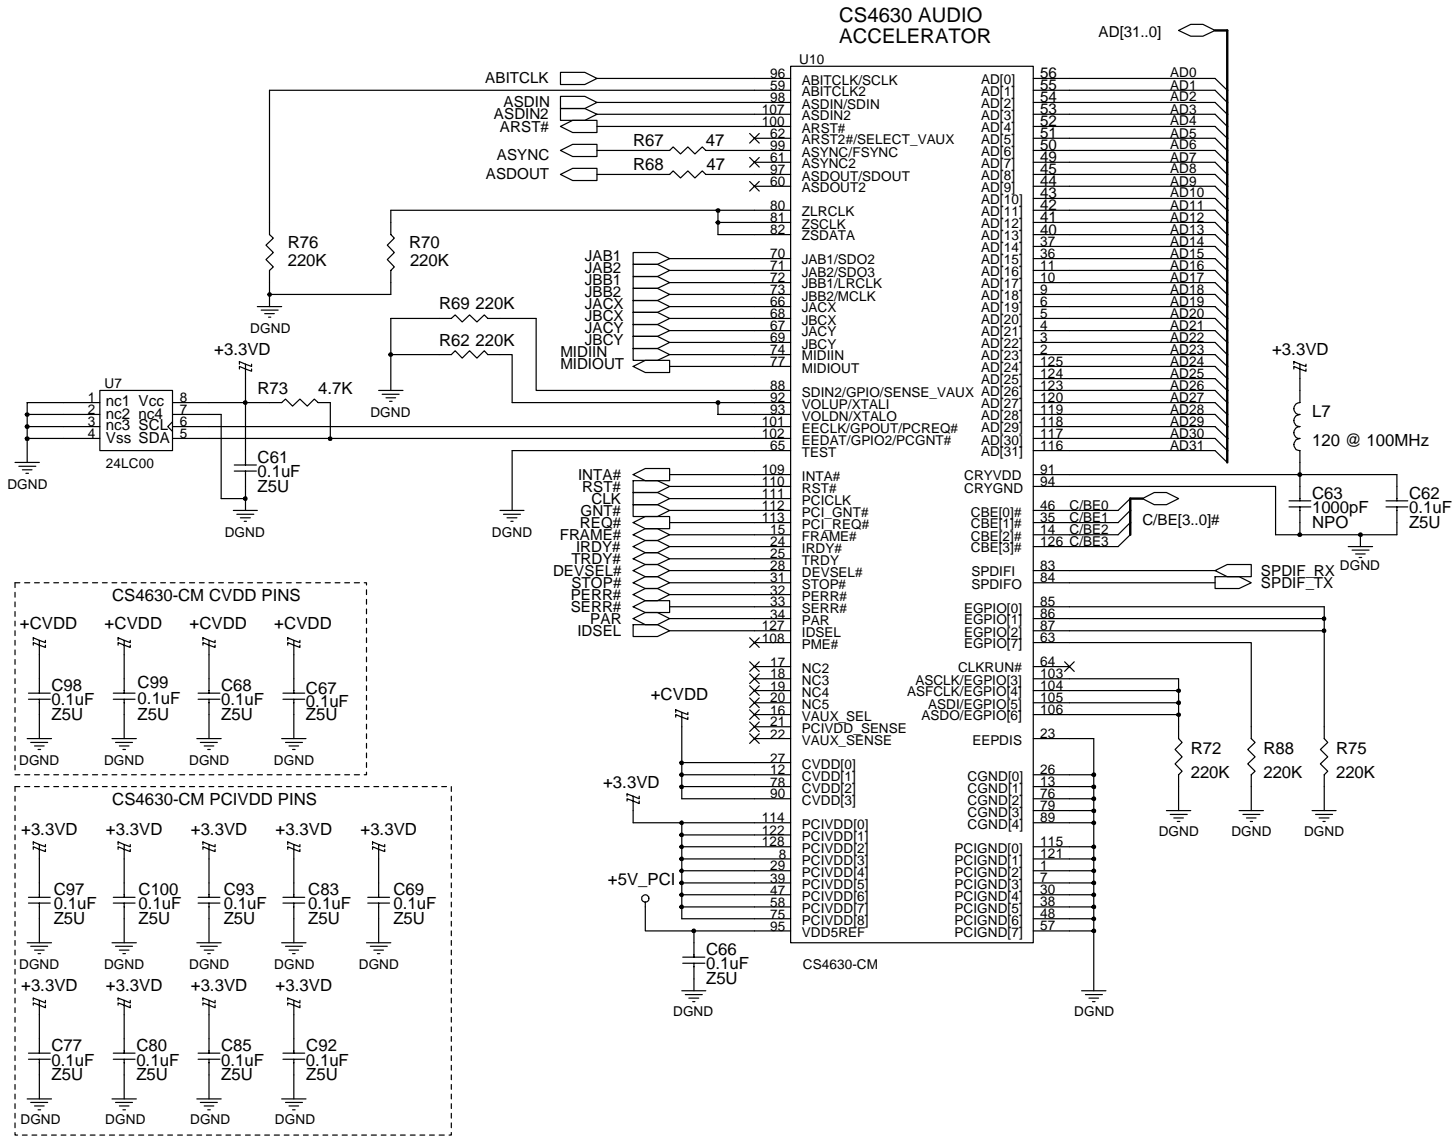 CS4630 AUDIO
ACCELERATOR
AD[31..0]
U10
ABITCLK 96 ABITCLK/SCLK
59 ABITCLK2
ASDIN 98 ASDIN/SDIN
ASDIN2 107 ASDIN2
ARST# 100 ARST#
62 ARST2#/SELECT_VAUX
ASYNC R67 47 99 ASYNC/FSYNC
61 ASYNC2
ASDOUT R68 47 97 ASDOUT/SDOUT
60 ASDOUT2
80 ZLRCLK
81 ZSCLK
82 ZSDATA
R76
220K
R70
220K
DGND
JAB1 70 JAB1/SDO2
JAB2 71 JAB2/SDO3
JBB1 72 JBB1/LRCLK
JBB2 73 JBB2/MCLK
JACX 66 JACX
JBCX 68 JBCX
JACY 67 JACY
JBCY 69 JBCY
MIDIIN 74 MIDIIN
MIDIOUT 77 MIDIOUT
R69 220K
R62 220K
DGND
88 SDIN2/GPIO/SENSE_VAUX
92 VOLUP/XTALI
93 VOLDN/XTALO
101 EECLK/GPOUT/PCREQ#
102 EEDAT/GPIO2/PCGNT#
65 TEST
+3.3VD
R73 4.7K
U7
1 nc1 Vcc 8
2 nc2 nc4 7
3 nc3 SCL 6
4 Vss SDA 5
24LC00
DGND
C61
0.1uF
Z5U
DGND
DGND
INTA# 109 INTA#
RST# 110 RST#
CLK 111 PCICLK
GNT# 112 PCI_GNT#
REQ# 113 PCI_REQ#
FRAME# 15 FRAME#
IRDY# 24 IRDY#
TRDY# 25 TRDY
DEVSEL# 28 DEVSEL#
STOP# 31 STOP#
PERR# 32 PERR#
SERR# 33 SERR#
PAR 34 PAR
IDSEL 127 IDSEL
108 PME#
17 NC2
18 NC3
19 NC4
20 NC5
16 VAUX_SEL
21 PCIVDD_SENSE
22 VAUX_SENSE
+CVDD
27 CVDD[0]
12 CVDD[1]
78 CVDD[2]
90 CVDD[3]
+3.3VD
114 PCIVDD[0]
122 PCIVDD[1]
128 PCIVDD[2]
8 PCIVDD[3]
29 PCIVDD[4]
39 PCIVDD[5]
47 PCIVDD[6]
58 PCIVDD[7]
75 PCIVDD[8]
95 VDD5REF
+5V_PCI
C66
0.1uF
Z5U
DGND
CS4630-CM
AD[0] 56 AD0
AD[1] 55 AD1
AD[2] 54 AD2
AD[3] 53 AD3
AD[4] 52 AD4
AD[5] 51 AD5
AD[6] 50 AD6
AD[7] 49 AD7
AD[8] 45 AD8
AD[9] 44 AD9
AD[10] 43 AD10
AD[11] 42 AD11
AD[12] 41 AD12
AD[13] 40 AD13
AD[14] 37 AD14
AD[15] 36 AD15
AD[16] 11 AD16
AD[17] 10 AD17
AD[18] 9 AD18
AD[19] 6 AD19
AD[20] 5 AD20
AD[21] 4 AD21
AD[22] 3 AD22
AD[23] 2 AD23
AD[24] 125 AD24
AD[25] 124 AD25
AD[26] 123 AD26
AD[27] 120 AD27
AD[28] 119 AD28
AD[29] 118 AD29
AD[30] 117 AD30
AD[31] 116 AD31
CRYVDD 91
CRYGND 94
+3.3VD
L7
120 @ 100MHz
C63
1000pF
NPO
C62
0.1uF
Z5U
DGND
CBE[0]# 46 C/BE0
CBE[1]# 35 C/BE1
CBE[2]# 14 C/BE2
CBE[3]# 126 C/BE3
C/BE[3..0]#
SPDIFI 83 SPDIF_RX
SPDIFO 84 SPDIF_TX
EGPIO[0] 85
EGPIO[1] 86
EGPIO[2] 87
EGPIO[7] 63
CLKRUN# 64
ASCLK/EGPIO[3] 103
ASFCLK/EGPIO[4] 104
ASDI/EGPIO[5] 105
ASDO/EGPIO[6] 106
EEPDIS 23
R72
220K
DGND
R88
220K
DGND
R75
220K
DGND
CGND[0] 26
CGND[1] 13
CGND[2] 76
CGND[3] 79
CGND[4] 89
PCIGND[0] 115
PCIGND[1] 121
PCIGND[2] 1
PCIGND[3] 7
PCIGND[4] 30
PCIGND[5] 38
PCIGND[6] 48
PCIGND[7] 57
DGND
CS4630-CM CVDD PINS
+CVDD +CVDD +CVDD +CVDD
C98 C99 C68 C67
0.1uF 0.1uF 0.1uF 0.1uF
Z5U Z5U Z5U Z5U
DGND DGND DGND DGND
CS4630-CM PCIVDD PINS
+3.3VD +3.3VD +3.3VD +3.3VD +3.3VD
C97 C100 C93 C83 C69
0.1uF 0.1uF 0.1uF 0.1uF 0.1uF
Z5U Z5U Z5U Z5U Z5U
DGND DGND DGND DGND DGND
+3.3VD +3.3VD +3.3VD +3.3VD
C77 C80 C85 C92
0.1uF 0.1uF 0.1uF 0.1uF
Z5U Z5U Z5U Z5U
DGND DGND DGND DGND